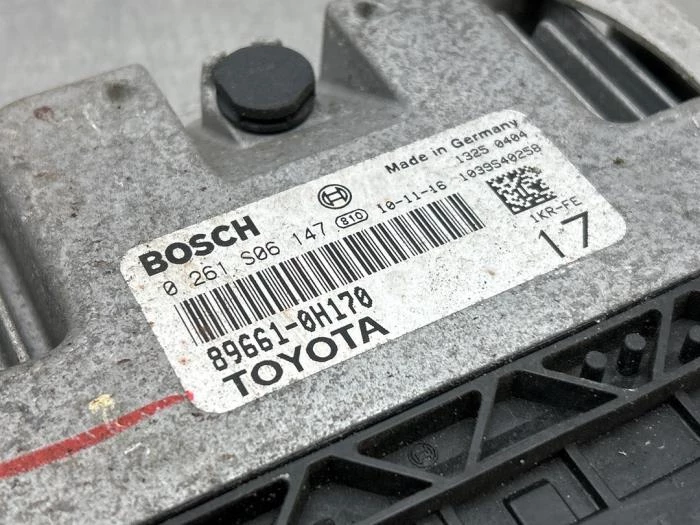 BOSCH
Made in Germany
0 261 S06 147 810 10-11-16
1325 0404
1039S40258
1KR-FE
17
89661-0H170
TOYOTA